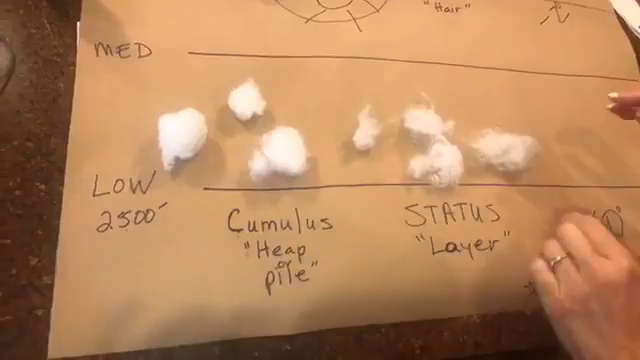 "Hair"
MED
LOW
2500'
Cumulus
"Heap
or
pile"
STATUS
"Layer"